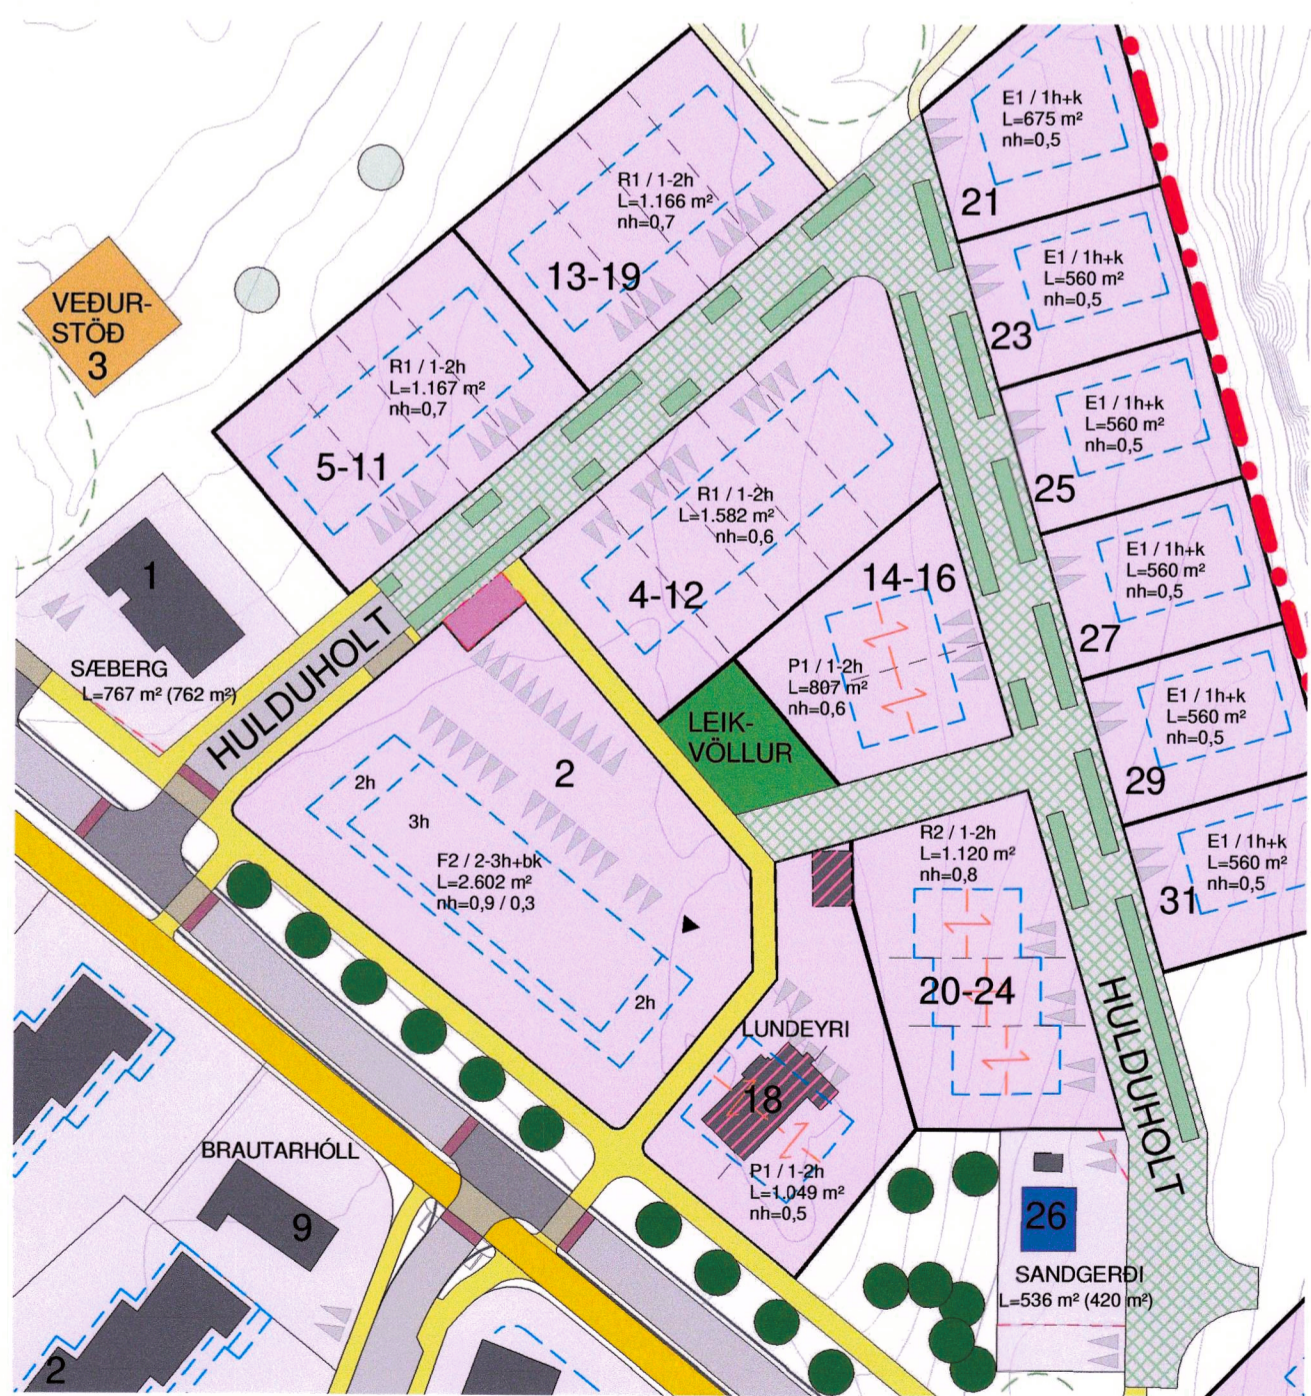 E1 / 1h+k
L=675 m²
nh=0,5
21
R1 / 1-2h
L=1.166 m²
nh=0,7
13-19
E1 / 1h+k
L=560 m²
nh=0,5
23
VEÐUR-
STÖÐ
3
R1 / 1-2h
L=1.167 m²
nh=0,7
5-11
E1 / 1h+k
L=560 m²
nh=0,5
25
R1 / 1-2h
L=1.582 m²
nh=0,6
4-12
14-16
E1 / 1h+k
L=560 m²
nh=0,5
27
1
SÆBERG
L=767 m² (762 m²)
HULDUHOLT
P1 / 1-2h
L=807 m²
nh=0,6
LEIK-
VÖLLUR
E1 / 1h+k
L=560 m²
nh=0,5
29
2
2h
3h
F2 / 2-3h+bk
L=2.602 m²
nh=0,9 / 0,3
2h
R2 / 1-2h
L=1.120 m²
nh=0,8
20-24
E1 / 1h+k
L=560 m²
nh=0,5
31
HULDUHOLT
LUNDEYRI
18
P1 / 1-2h
L=1.049 m²
nh=0,5
BRAUTARHÓLL
9
26
SANDGERÐI
L=536 m² (420 m²)
2